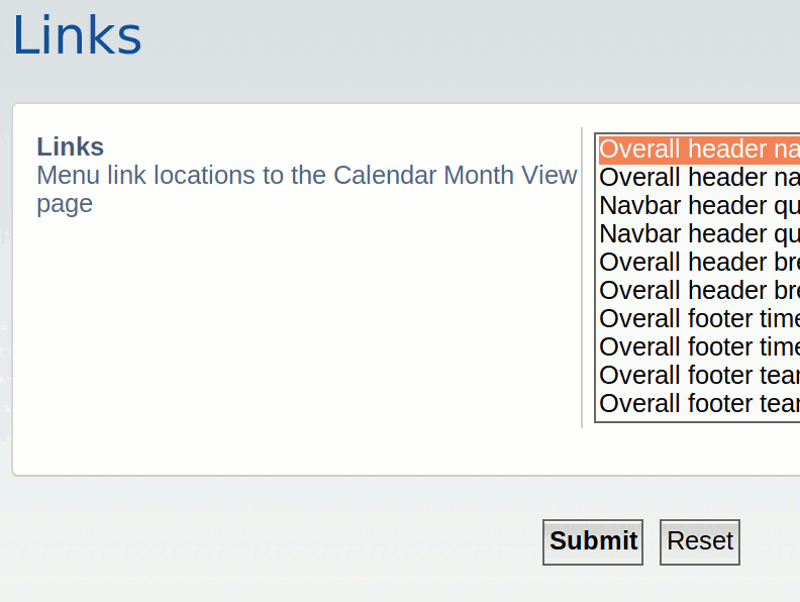 Links
Links
Menu link locations to the Calendar Month View
page
Overall header na
Overall header na
Navbar header qu
Navbar header qu
Overall header bre
Overall header bre
Overall footer time
Overall footer time
Overall footer tea
Overall footer tea
Submit Reset